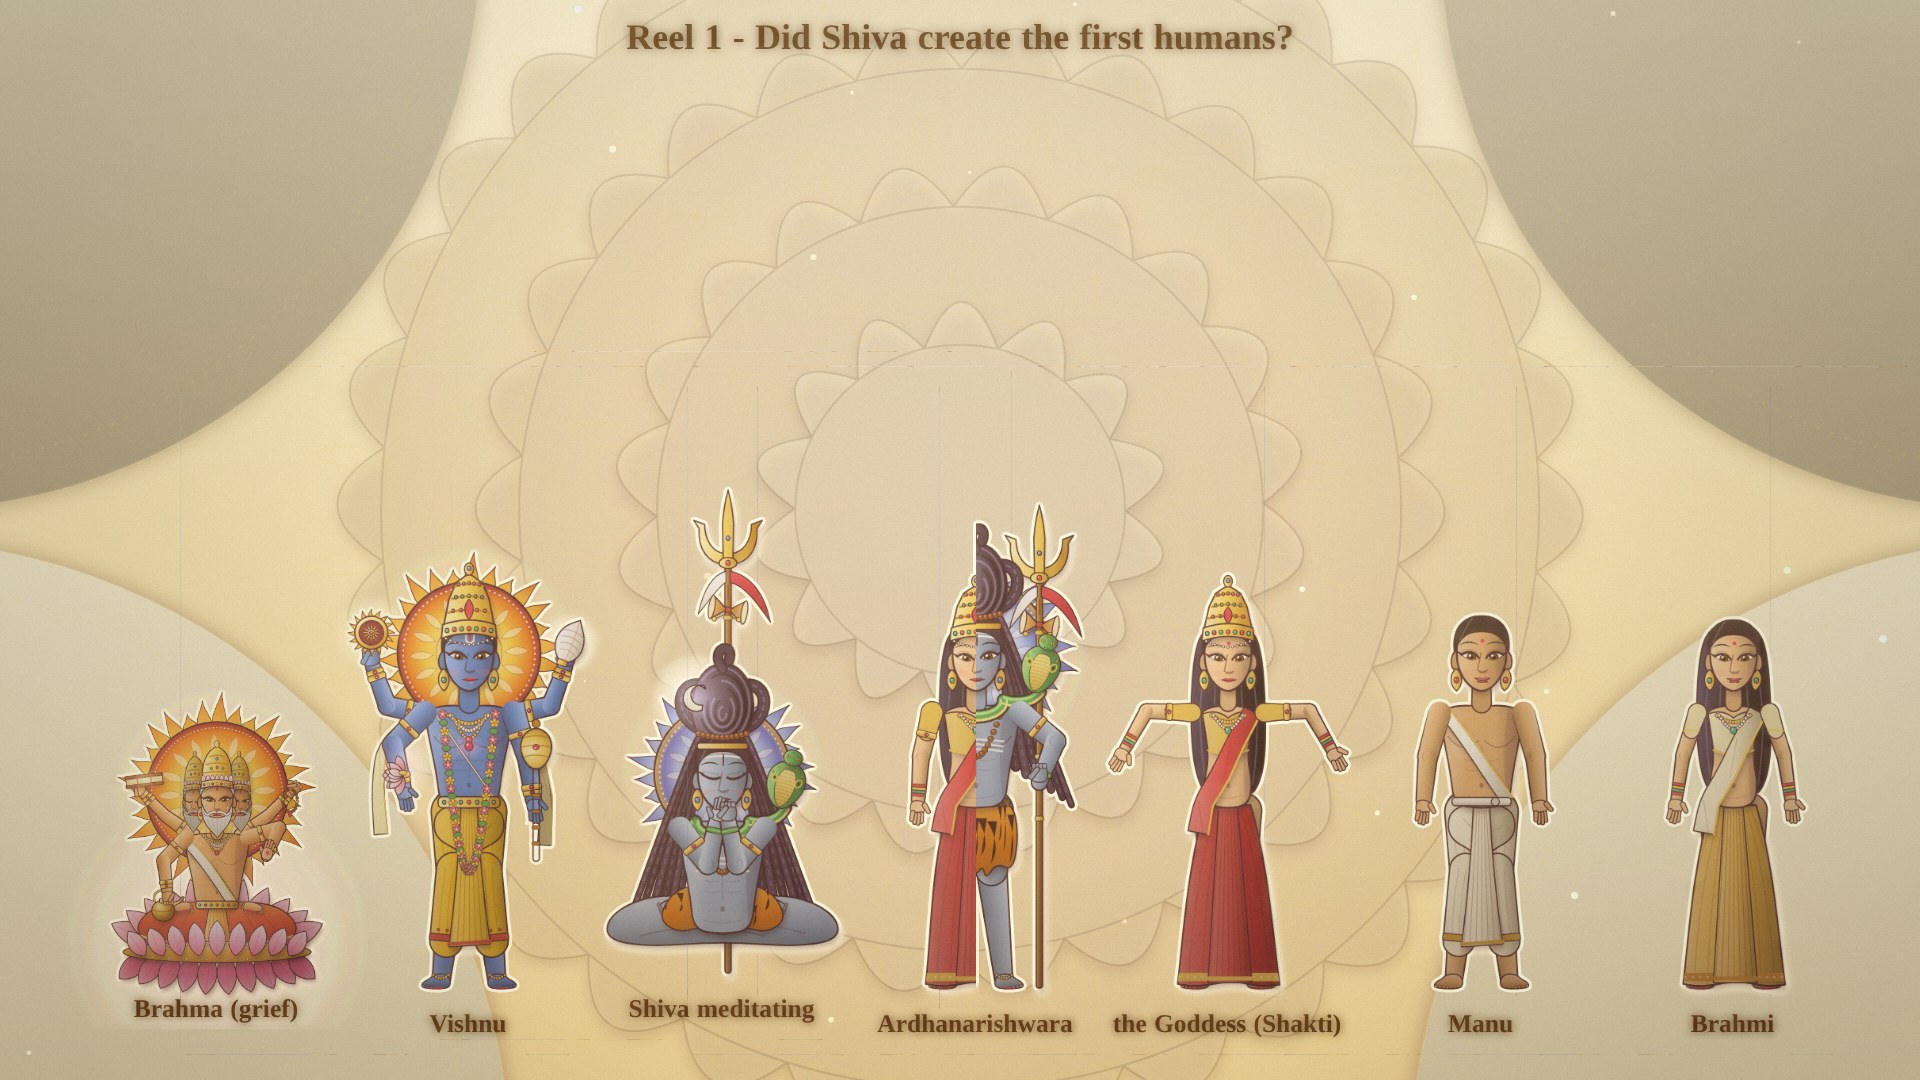 Reel 1 - Did Shiva create the first humans?
Brahma (grief)
Vishnu
Shiva meditating
Ardhanarishwara
the Goddess (Shakti)
Manu
Brahmi